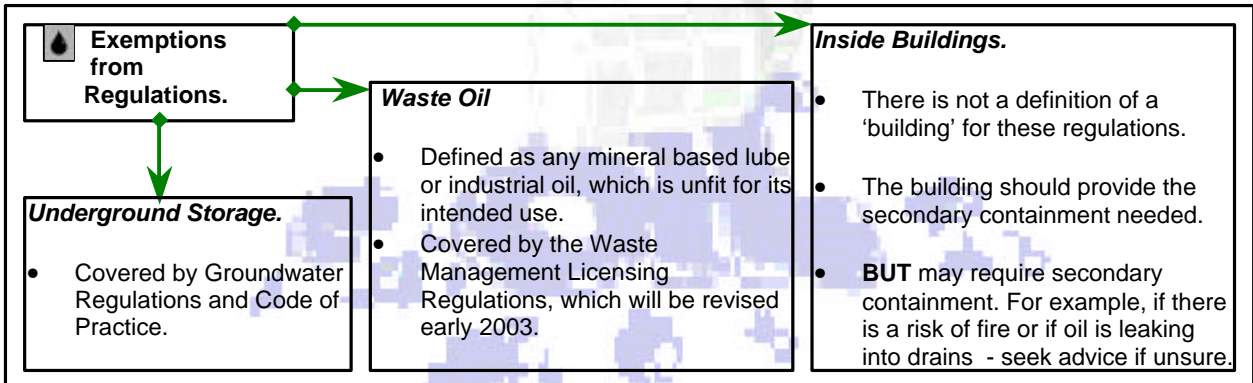 Exemptions
from
Regulations.
Underground Storage.
• Covered by Groundwater
Regulations and Code of
Practice.
Waste Oil
• Defined as any mineral based lube
or industrial oil, which is unfit for its
intended use.
• Covered by the Waste
Management Licensing
Regulations, which will be revised
early 2003.
Inside Buildings.
• There is not a definition of a
‘building’ for these regulations.
• The building should provide the
secondary containment needed.
• BUT may require secondary
containment. For example, if there
is a risk of fire or if oil is leaking
into drains - seek advice if unsure.